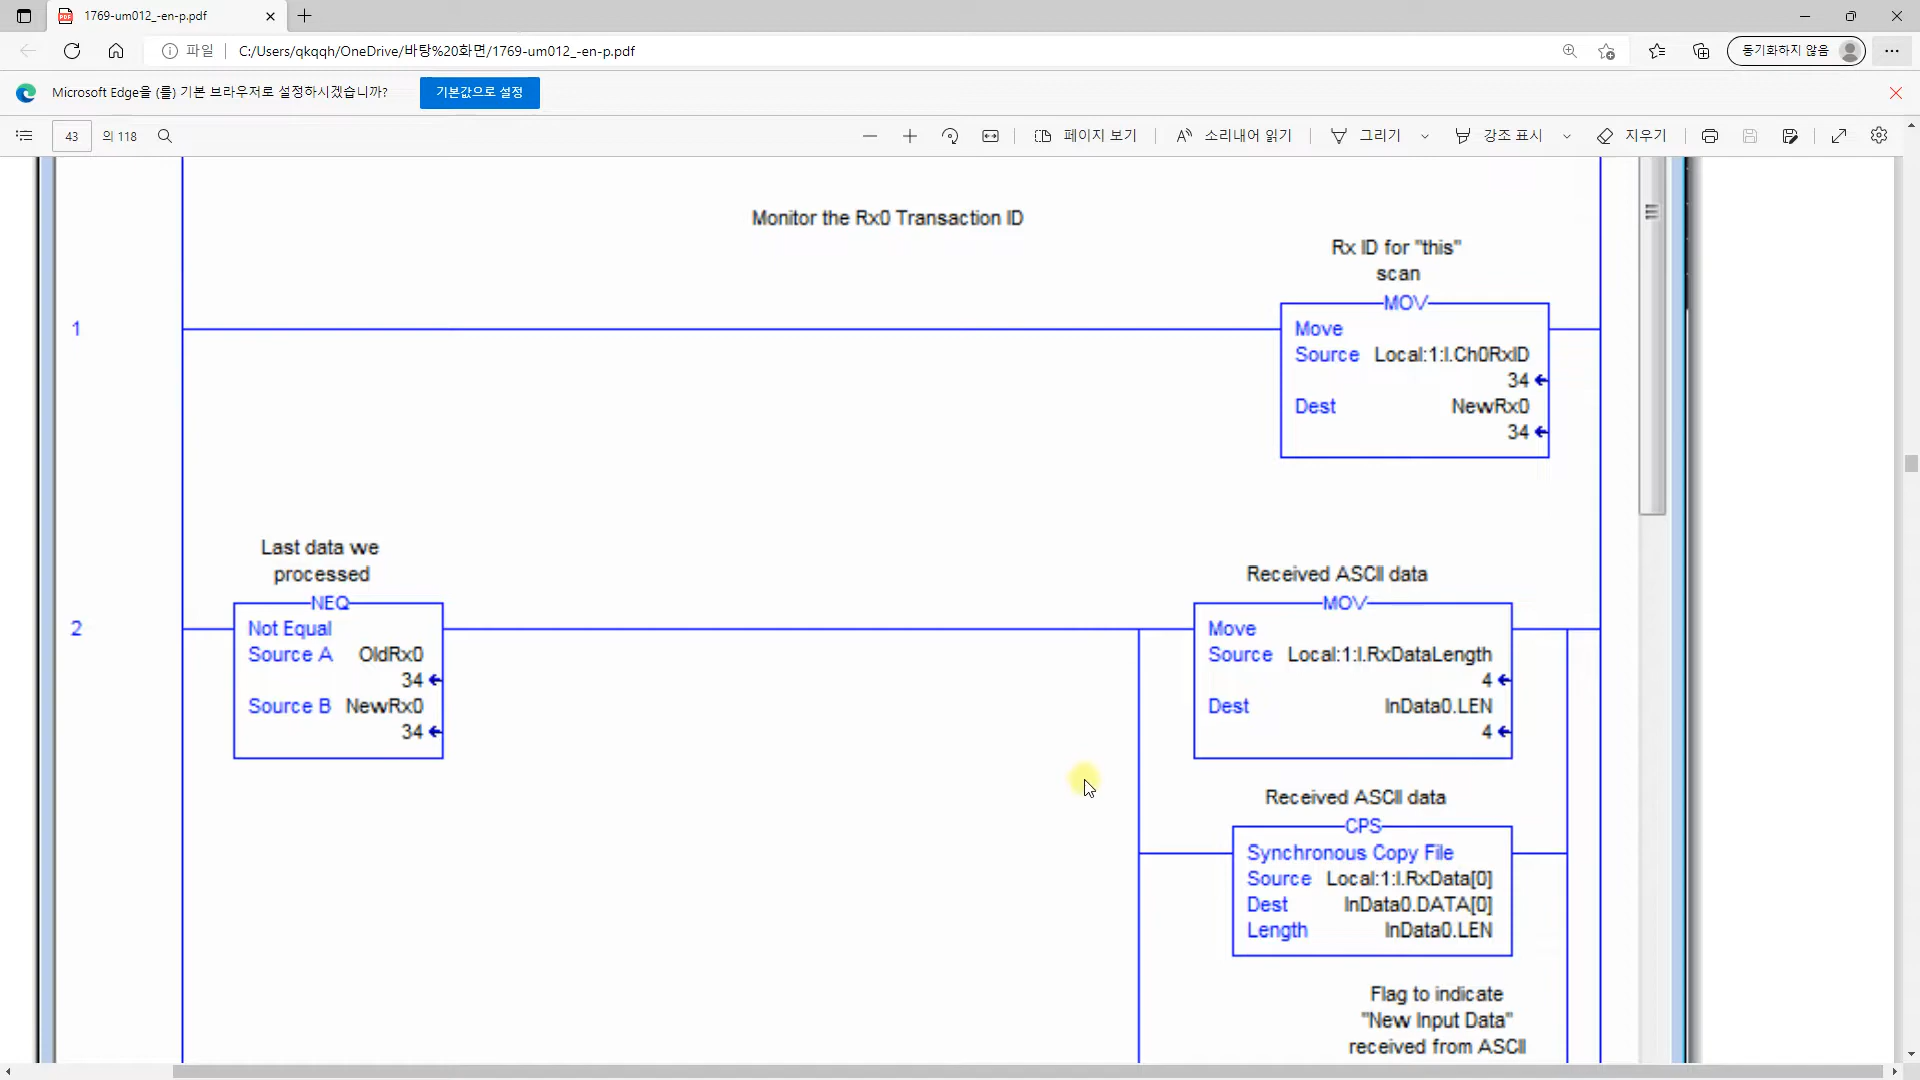 1769-um012_-en-p.pdf
파일 C:/Users/qkqqh/OneDrive/바탕%20화면/1769-um012_-en-p.pdf
동기화하지 않음
Microsoft Edge을 (를) 기본 브라우저로 설정하시겠습니까? 기본값으로 설정
43 의 118 페이지 보기 소리내어 읽기 그리기 강조 표시 지우기
Monitor the Rx0 Transaction ID
Rx ID for "this"
scan
MOV
1 Move
Source Local:1:I.Ch0RxID
34
Dest NewRx0
34
Last data we
processed
NEQ
2 Not Equal
Source A OldRx0
34
Source B NewRx0
34
Received ASCII data
MOV
Move
Source Local:1:I.RxDataLength
4
Dest InData0.LEN
4
Received ASCII data
CPS
Synchronous Copy File
Source Local:1:I.RxData[0]
Dest InData0.DATA[0]
Length InData0.LEN
Flag to indicate
"New Input Data"
received from ASCII